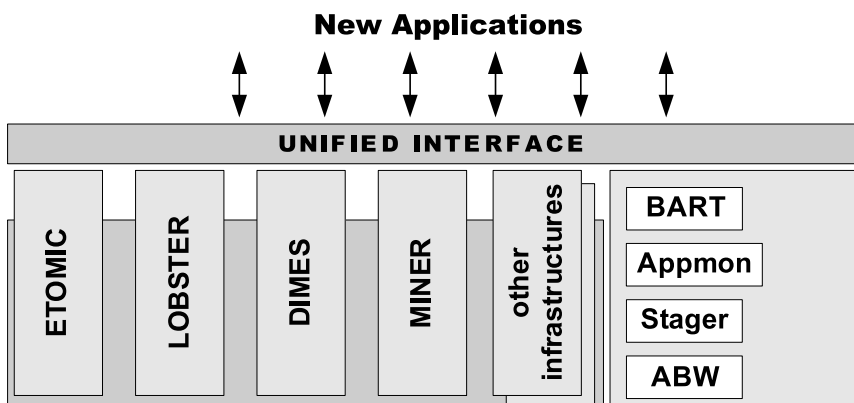 New Applications
UNIFIED INTERFACE
ETOMIC
LOBSTER
DIMES
MINER
other
infrastructures
BART
Appmon
Stager
ABW